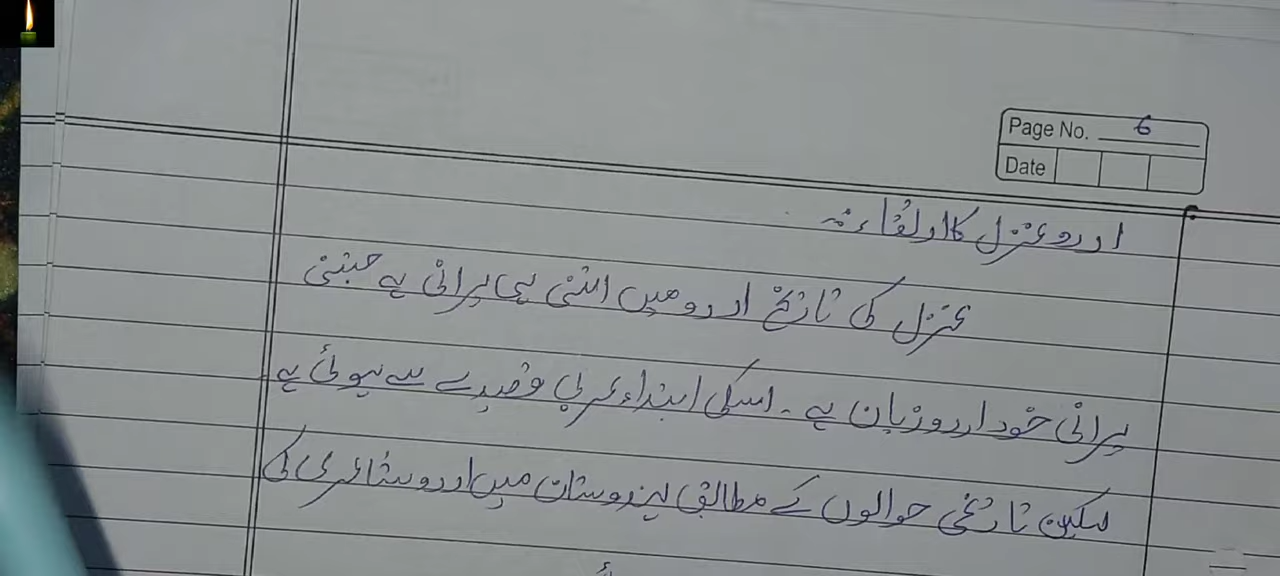 Page No. 6
Date
اردو غزل کا ارتقاء :۔
غزل کی تاریخ اردو میں اتنی ہی پرانی ہے جتنی
پرانی خود اردو زبان ہے ۔ اسکی ابتداء عربی قصیدے سے ہوئی ہے
لیکن تاریخی حوالوں کے مطابق ہندوستان میں اردو شاعری کی